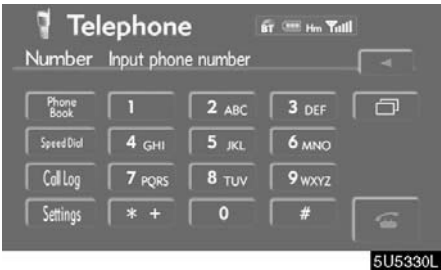 Telephone BT Hm
Number Input phone number
Phone Book 1 2 ABC 3 DEF
Speed Dial 4 GHI 5 JKL 6 MNO
Call Log 7 PQRS 8 TUV 9 WXYZ
Settings * + 0 #
5U5330L